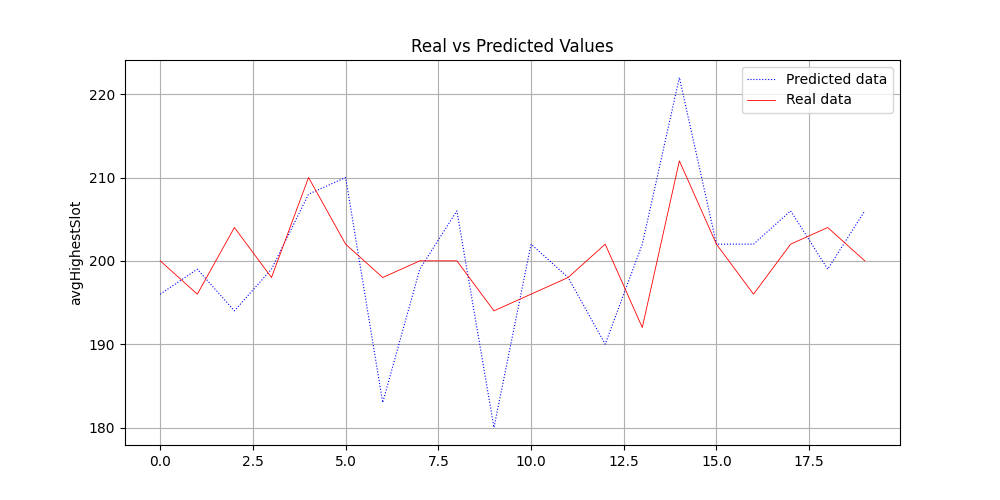 Real vs Predicted Values
Predicted data
Real data
avgHighestSlot
220
210
200
190
180
0.0 2.5 5.0 7.5 10.0 12.5 15.0 17.5